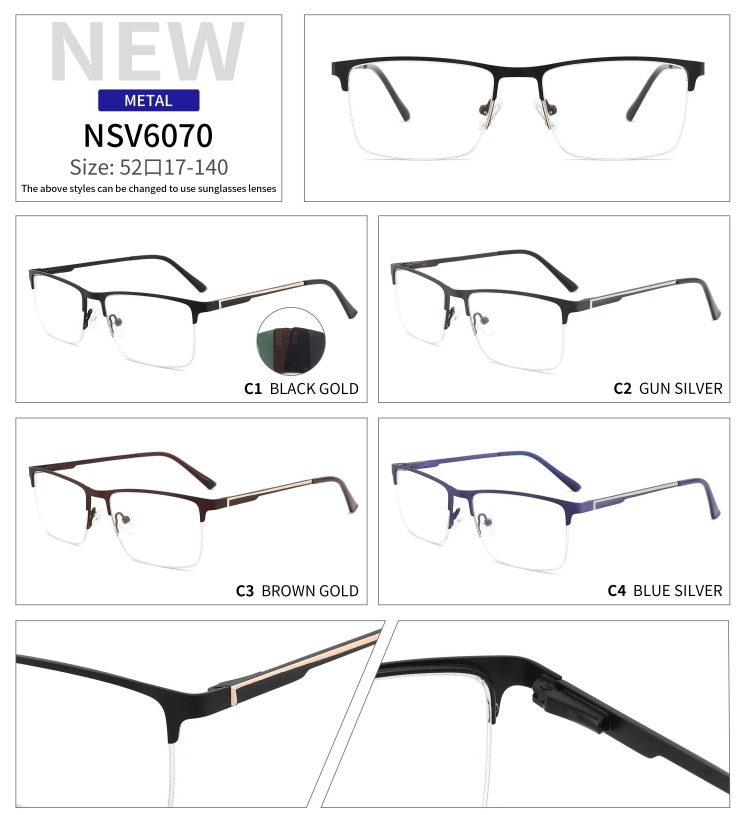 NEW
METAL
NSV6070
Size: 52口17-140
The above styles can be changed to use sunglasses lenses
C1 BLACK GOLD
C2 GUN SILVER
C3 BROWN GOLD
C4 BLUE SILVER